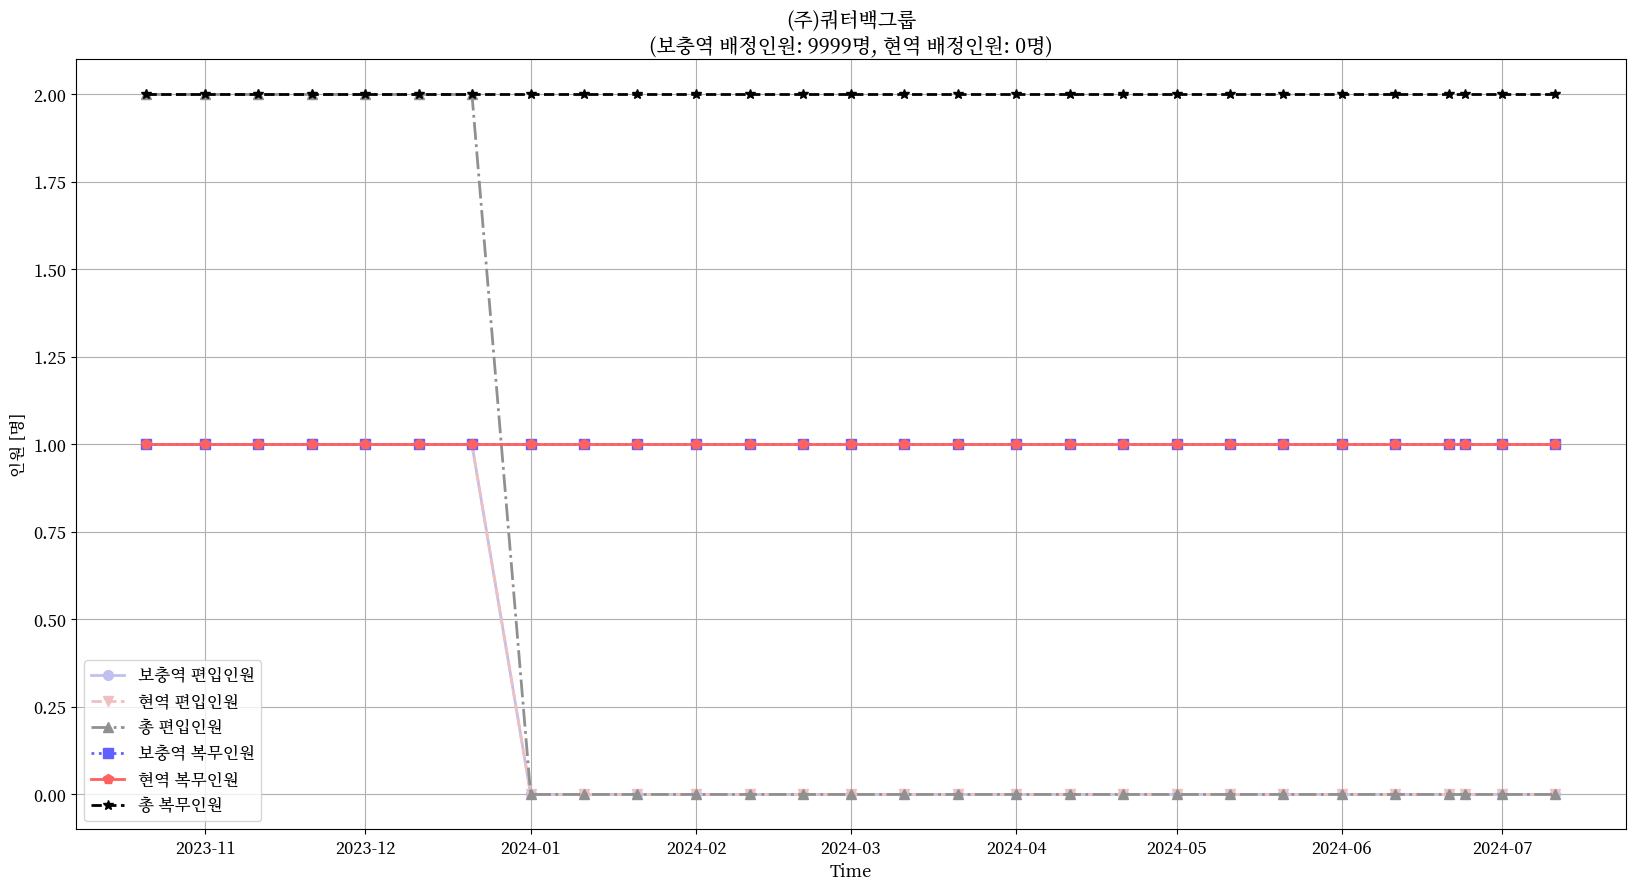 (주)쿼터백그룹
(보충역 배정인원: 9999명, 현역 배정인원: 0명)
2.00
1.75
1.50
1.25
1.00
0.75
0.50
0.25
0.00
인원 [명]
보충역 편입인원
현역 편입인원
총 편입인원
보충역 복무인원
현역 복무인원
총 복무인원
2023-11
2023-12
2024-01
2024-02
2024-03
2024-04
2024-05
2024-06
2024-07
Time